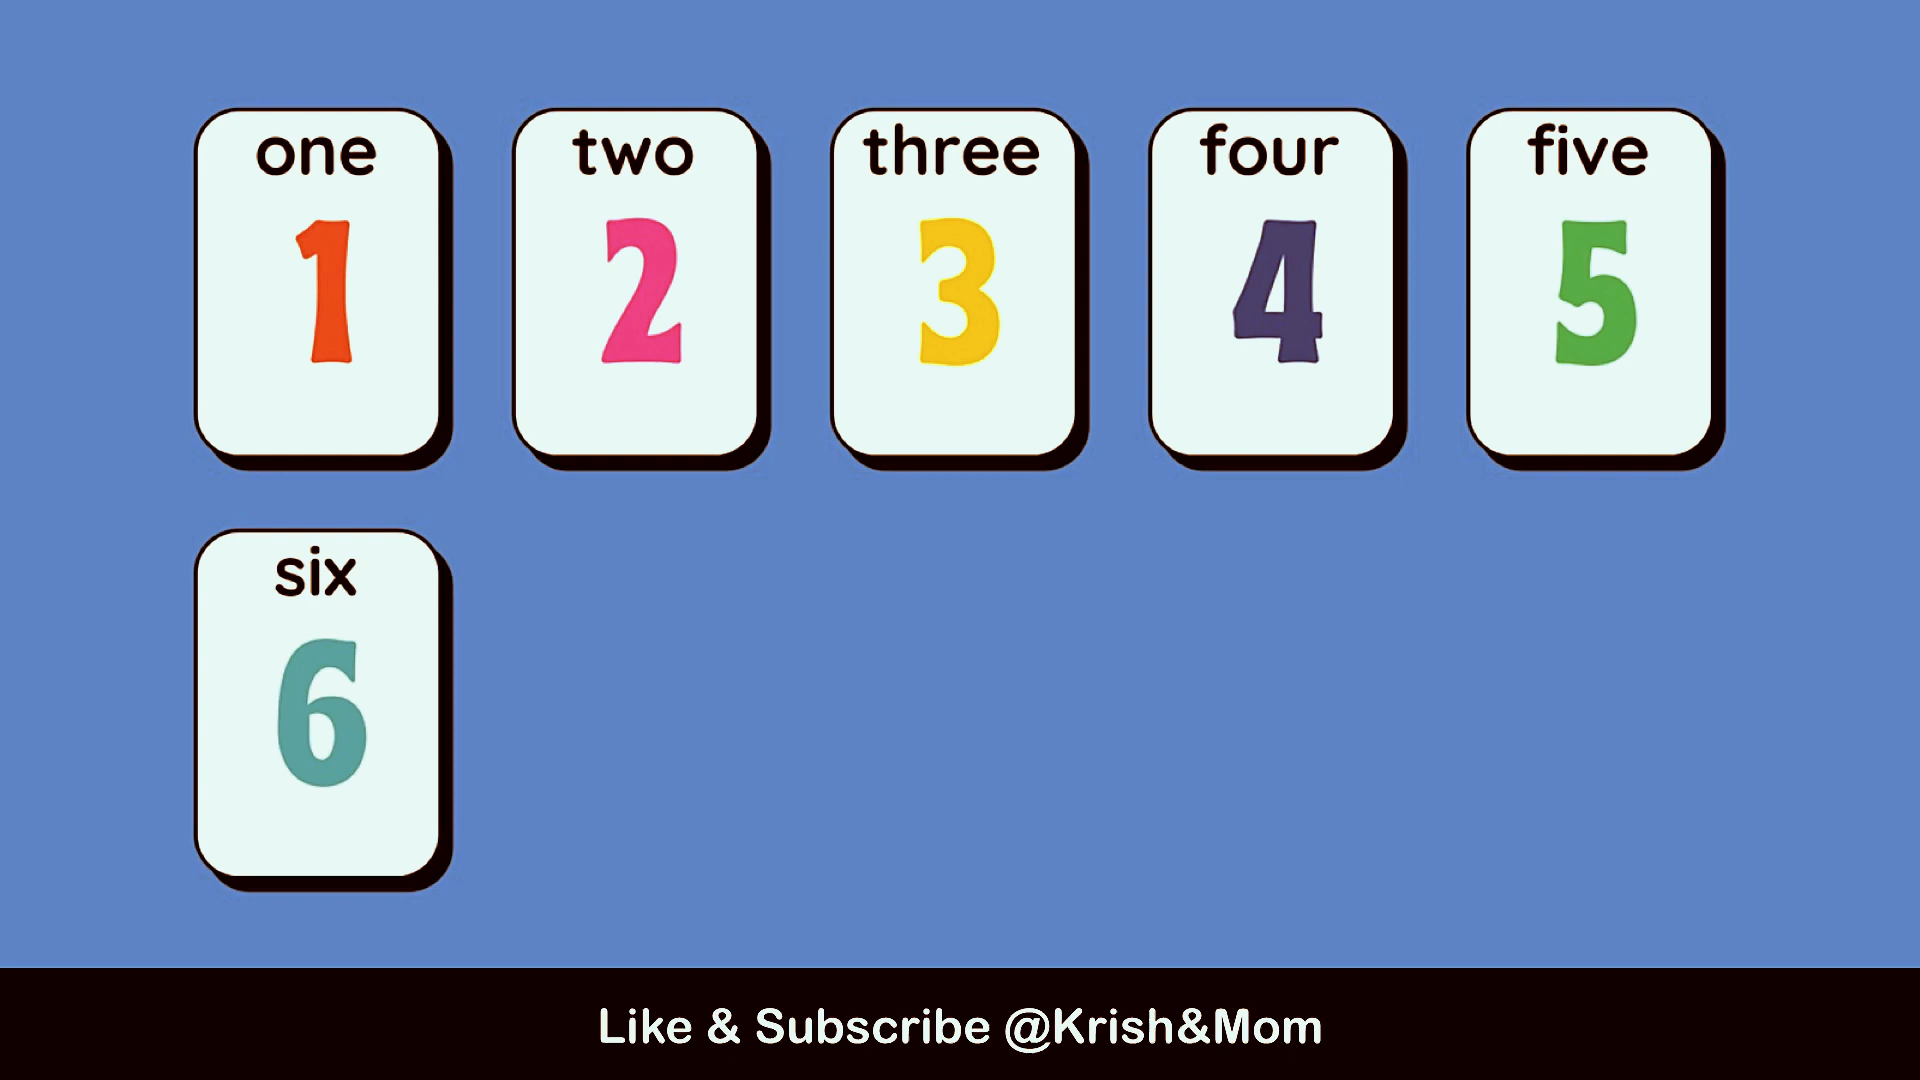 one two three four five
1 2 3 4 5
six
6
Like & Subscribe @Krish&Mom